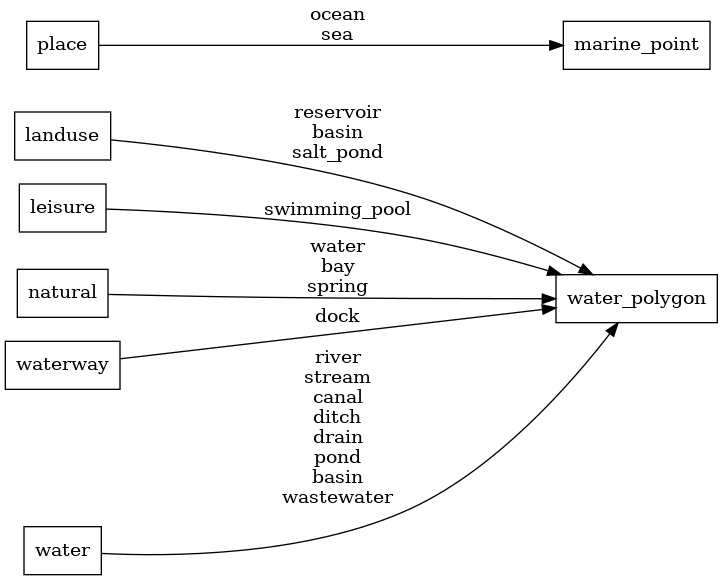 ocean
sea
place
marine_point
reservoir
basin
salt_pond
landuse
leisure
swimming_pool
water
bay
spring
natural
water_polygon
dock
waterway
river
stream
canal
ditch
drain
pond
basin
wastewater
water